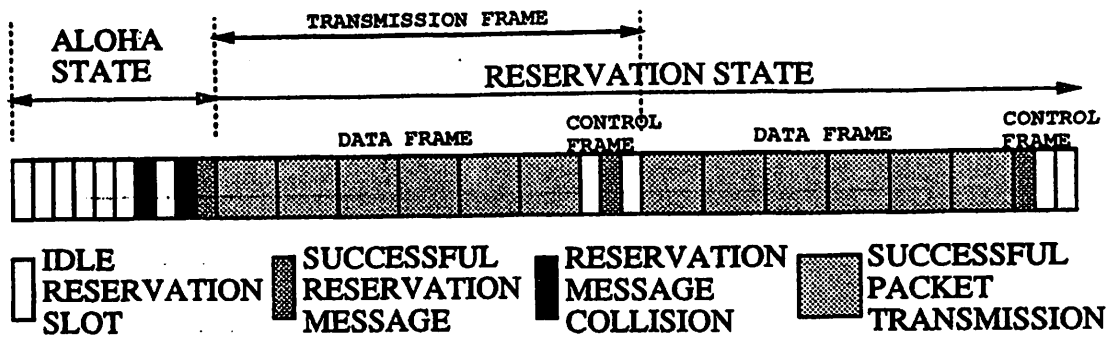 TRANSMISSION FRAME
ALOHA
STATE
RESERVATION STATE
DATA FRAME
CONTROL
FRAME
DATA FRAME
CONTROL
FRAME
IDLE
RESERVATION
SLOT
SUCCESSFUL
RESERVATION
MESSAGE
RESERVATION
MESSAGE
COLLISION
SUCCESSFUL
PACKET
TRANSMISSION